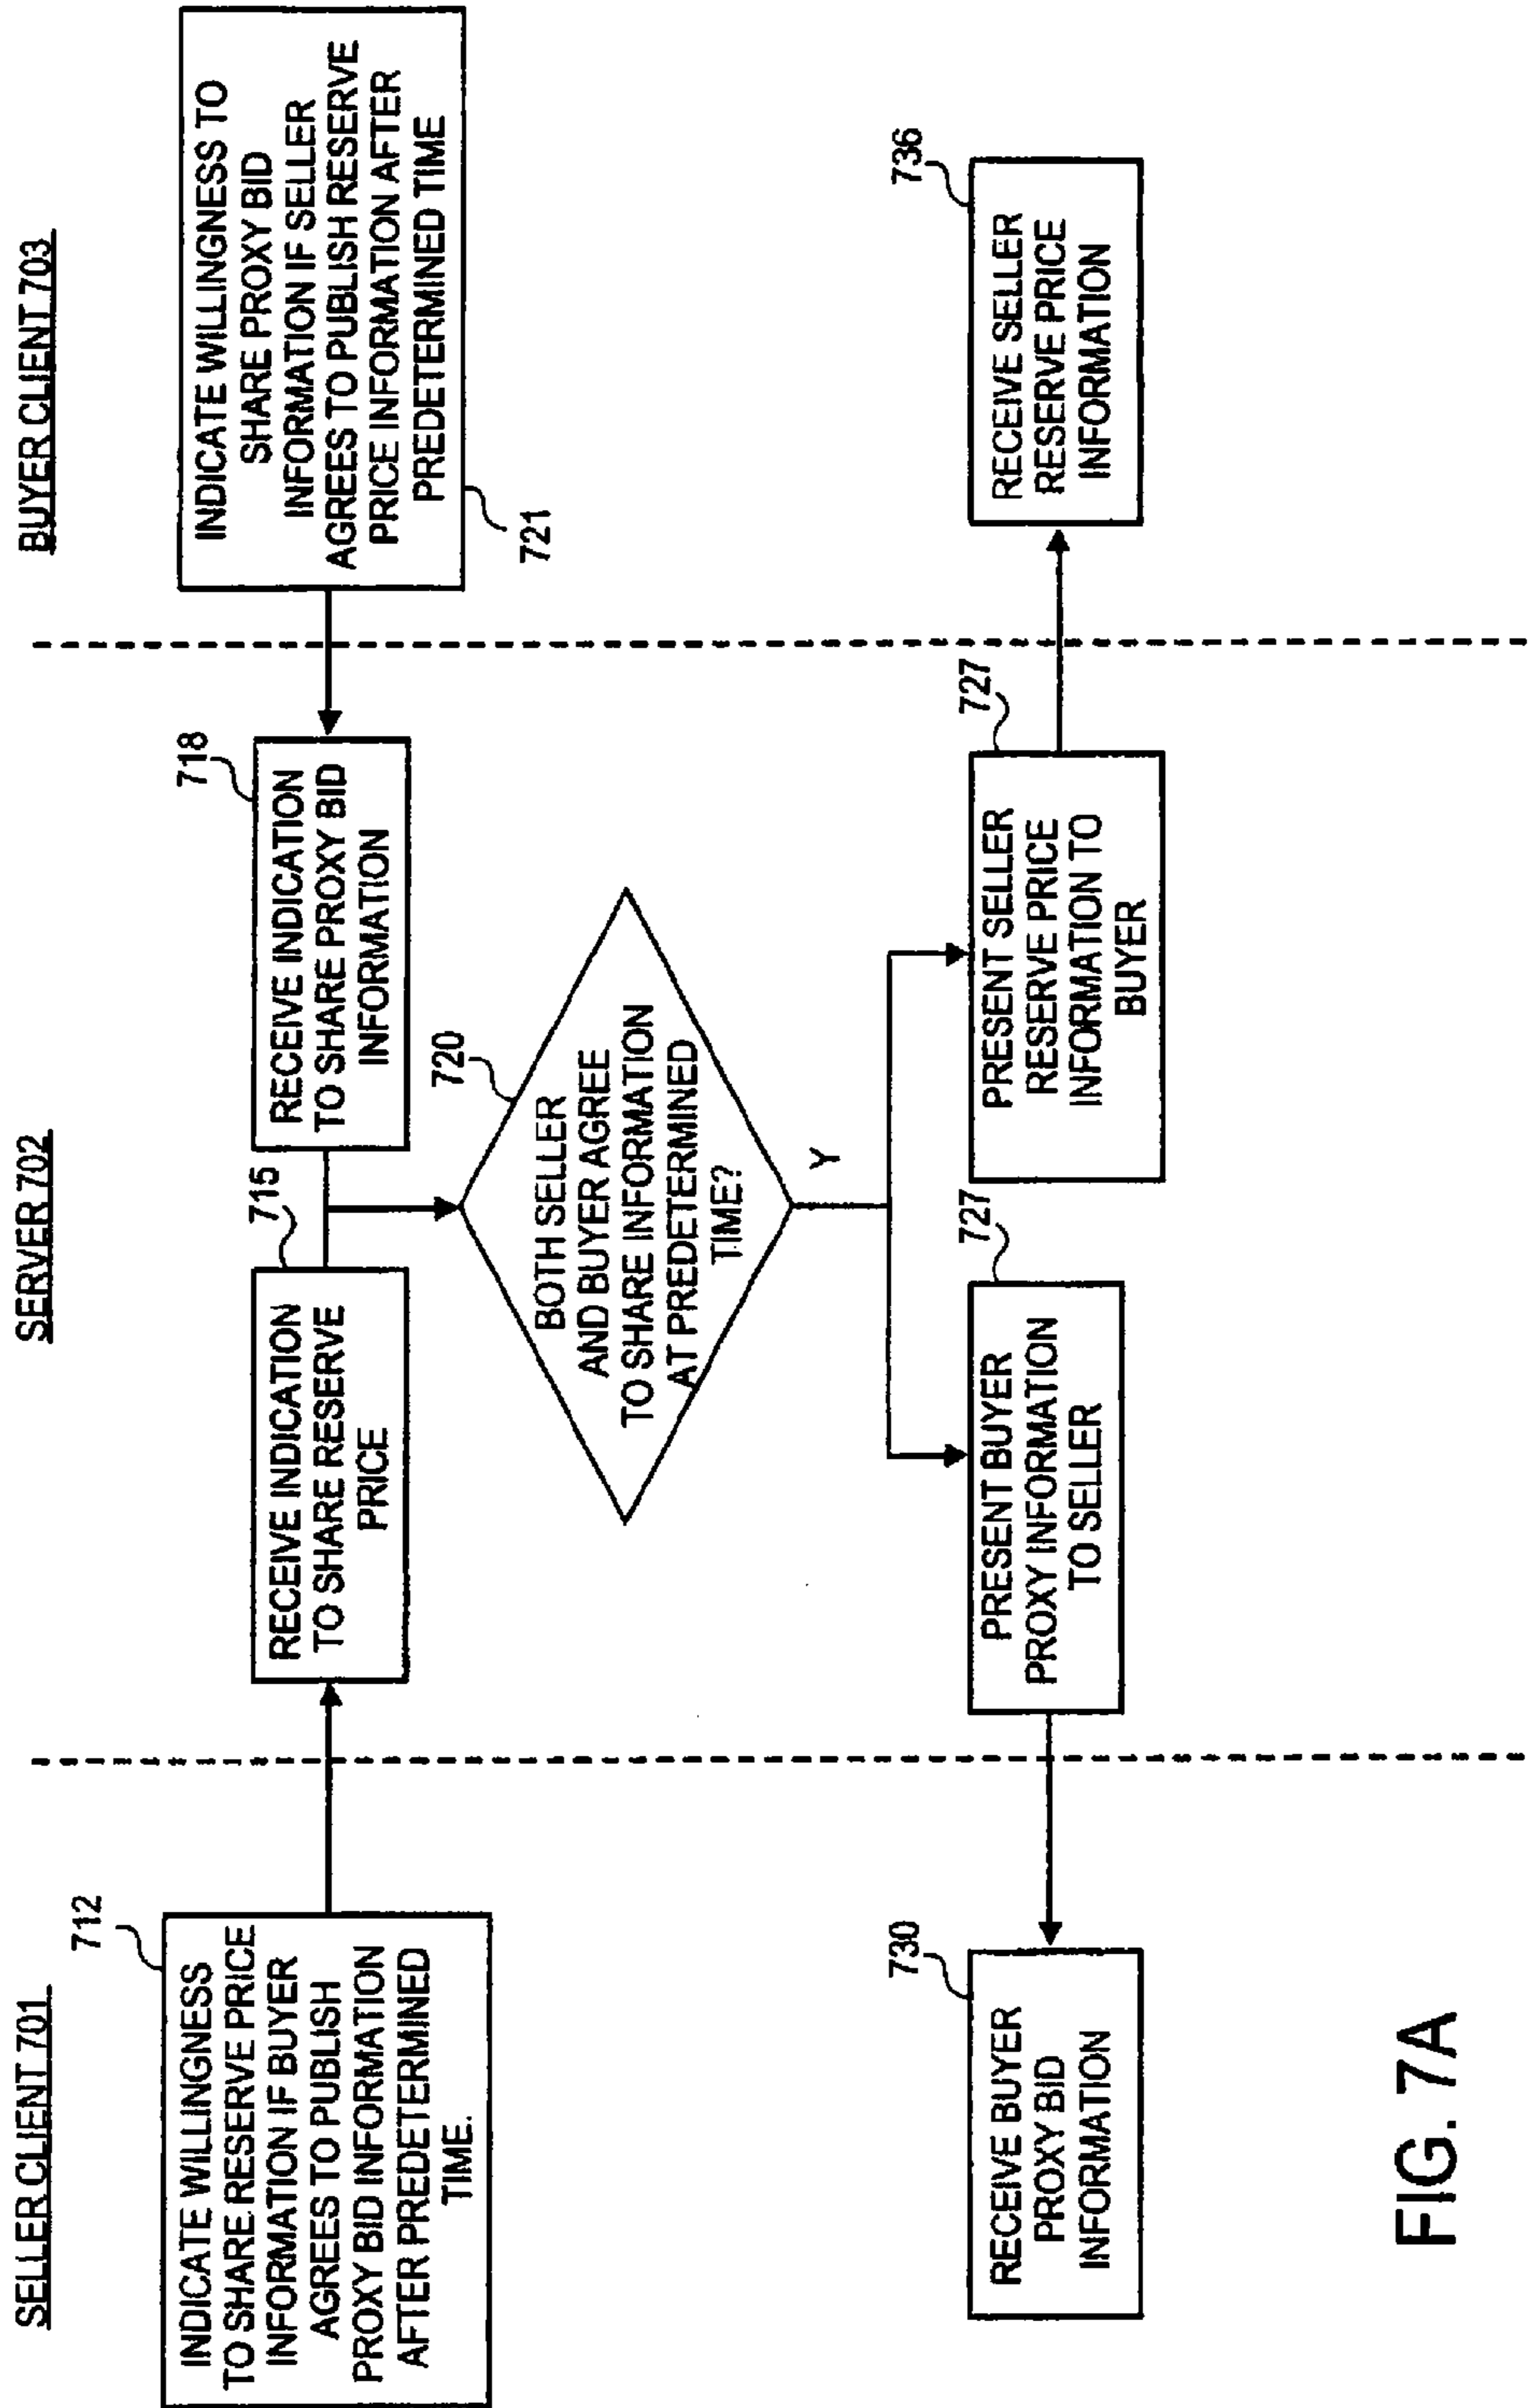 SELLER CLIENT 701
SERVER 702
BUYER CLIENT 703
712
INDICATE WILLINGNESS
TO SHARE RESERVE PRICE
INFORMATION IF BUYER
AGREES TO PUBLISH
PROXY BID INFORMATION
AFTER PREDETERMINED
TIME.
715
RECEIVE INDICATION
TO SHARE RESERVE
PRICE
718
RECEIVE INDICATION
TO SHARE PROXY BID
INFORMATION
INDICATE WILLINGNESS TO
SHARE PROXY BID
INFORMATION IF SELLER
AGREES TO PUBLISH RESERVE
PRICE INFORMATION AFTER
PREDETERMINED TIME
721
720
BOTH SELLER
AND BUYER AGREE
TO SHARE INFORMATION
AT PREDETERMINED
TIME?
Y
730
RECEIVE BUYER
PROXY BID
INFORMATION
727
PRESENT BUYER
PROXY INFORMATION
TO SELLER
727
PRESENT SELLER
RESERVE PRICE
INFORMATION TO
BUYER
736
RECEIVE SELLER
RESERVE PRICE
INFORMATION
FIG. 7A